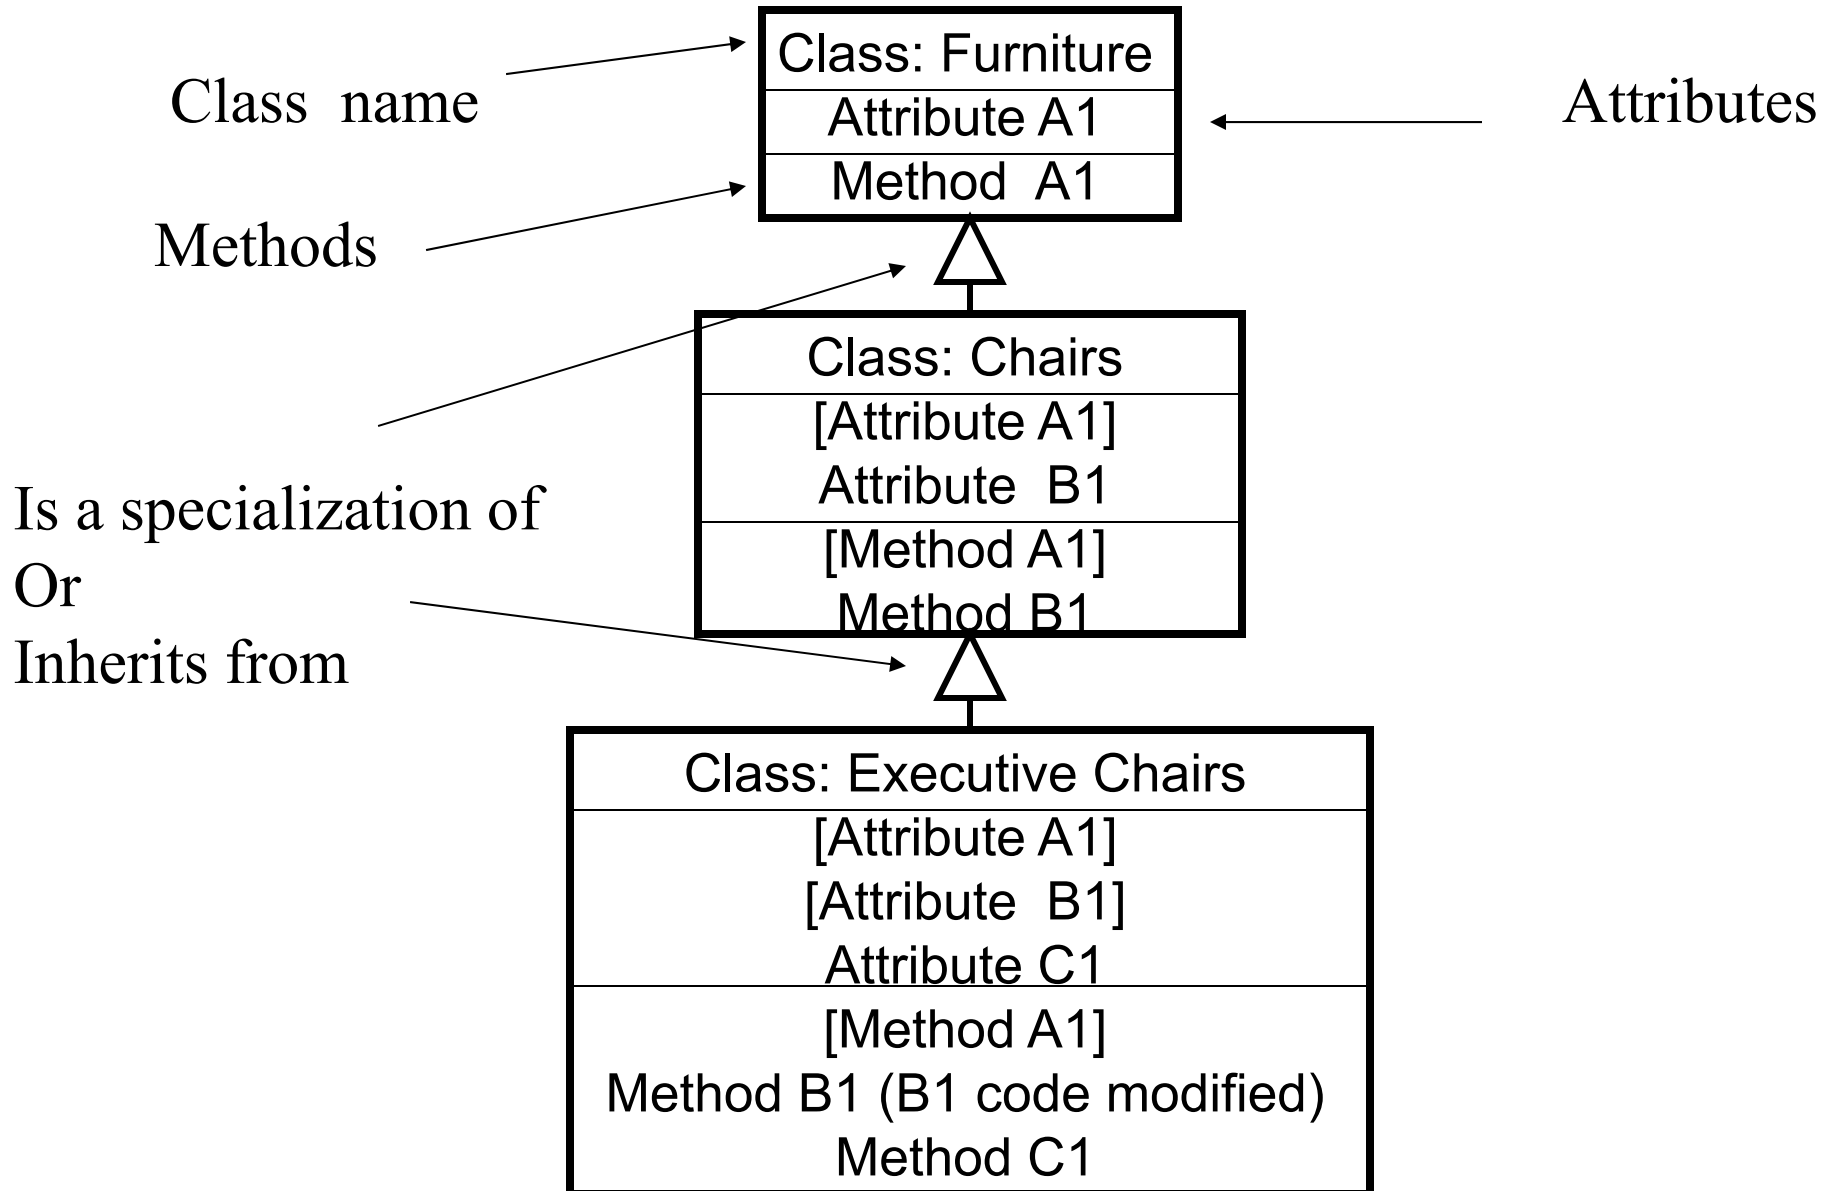 Class: Furniture
Attribute A1
Method A1
Class name
Attributes
Methods
Class: Chairs
[Attribute A1]
Attribute B1
[Method A1]
Method B1
Is a specialization of
Or
Inherits from
Class: Executive Chairs
[Attribute A1]
[Attribute B1]
Attribute C1
[Method A1]
Method B1 (B1 code modified)
Method C1